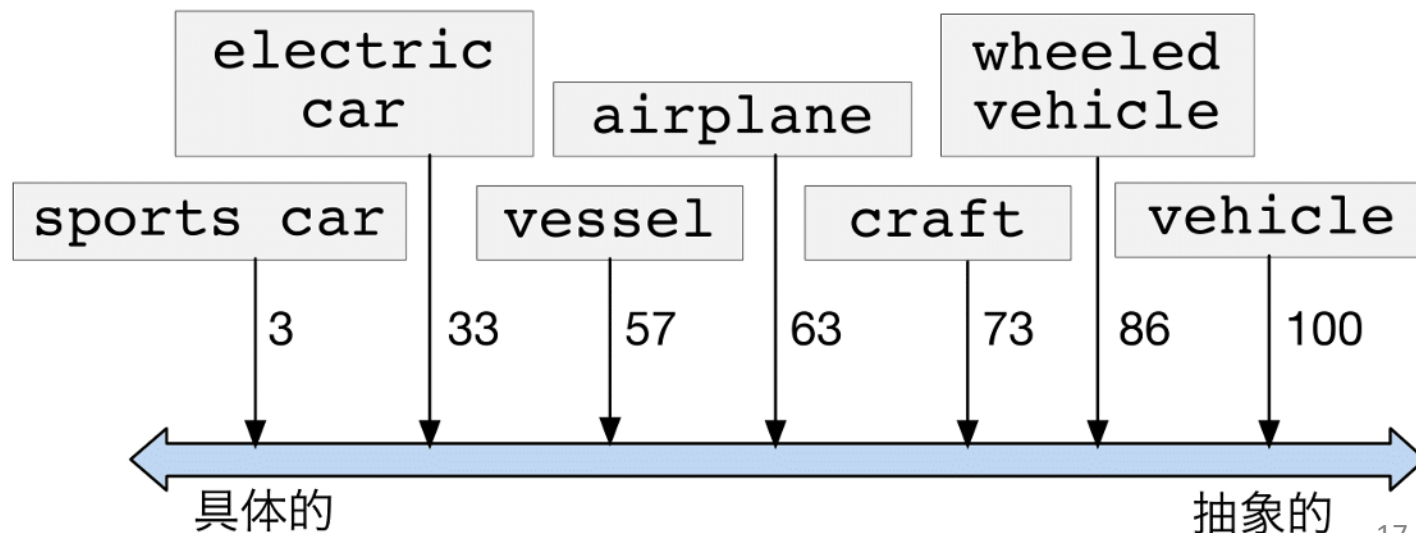 electric
car
wheeled
vehicle
airplane
sports car
vessel
craft
vehicle
3
33
57
63
73
86
100
具体的
抽象的
17